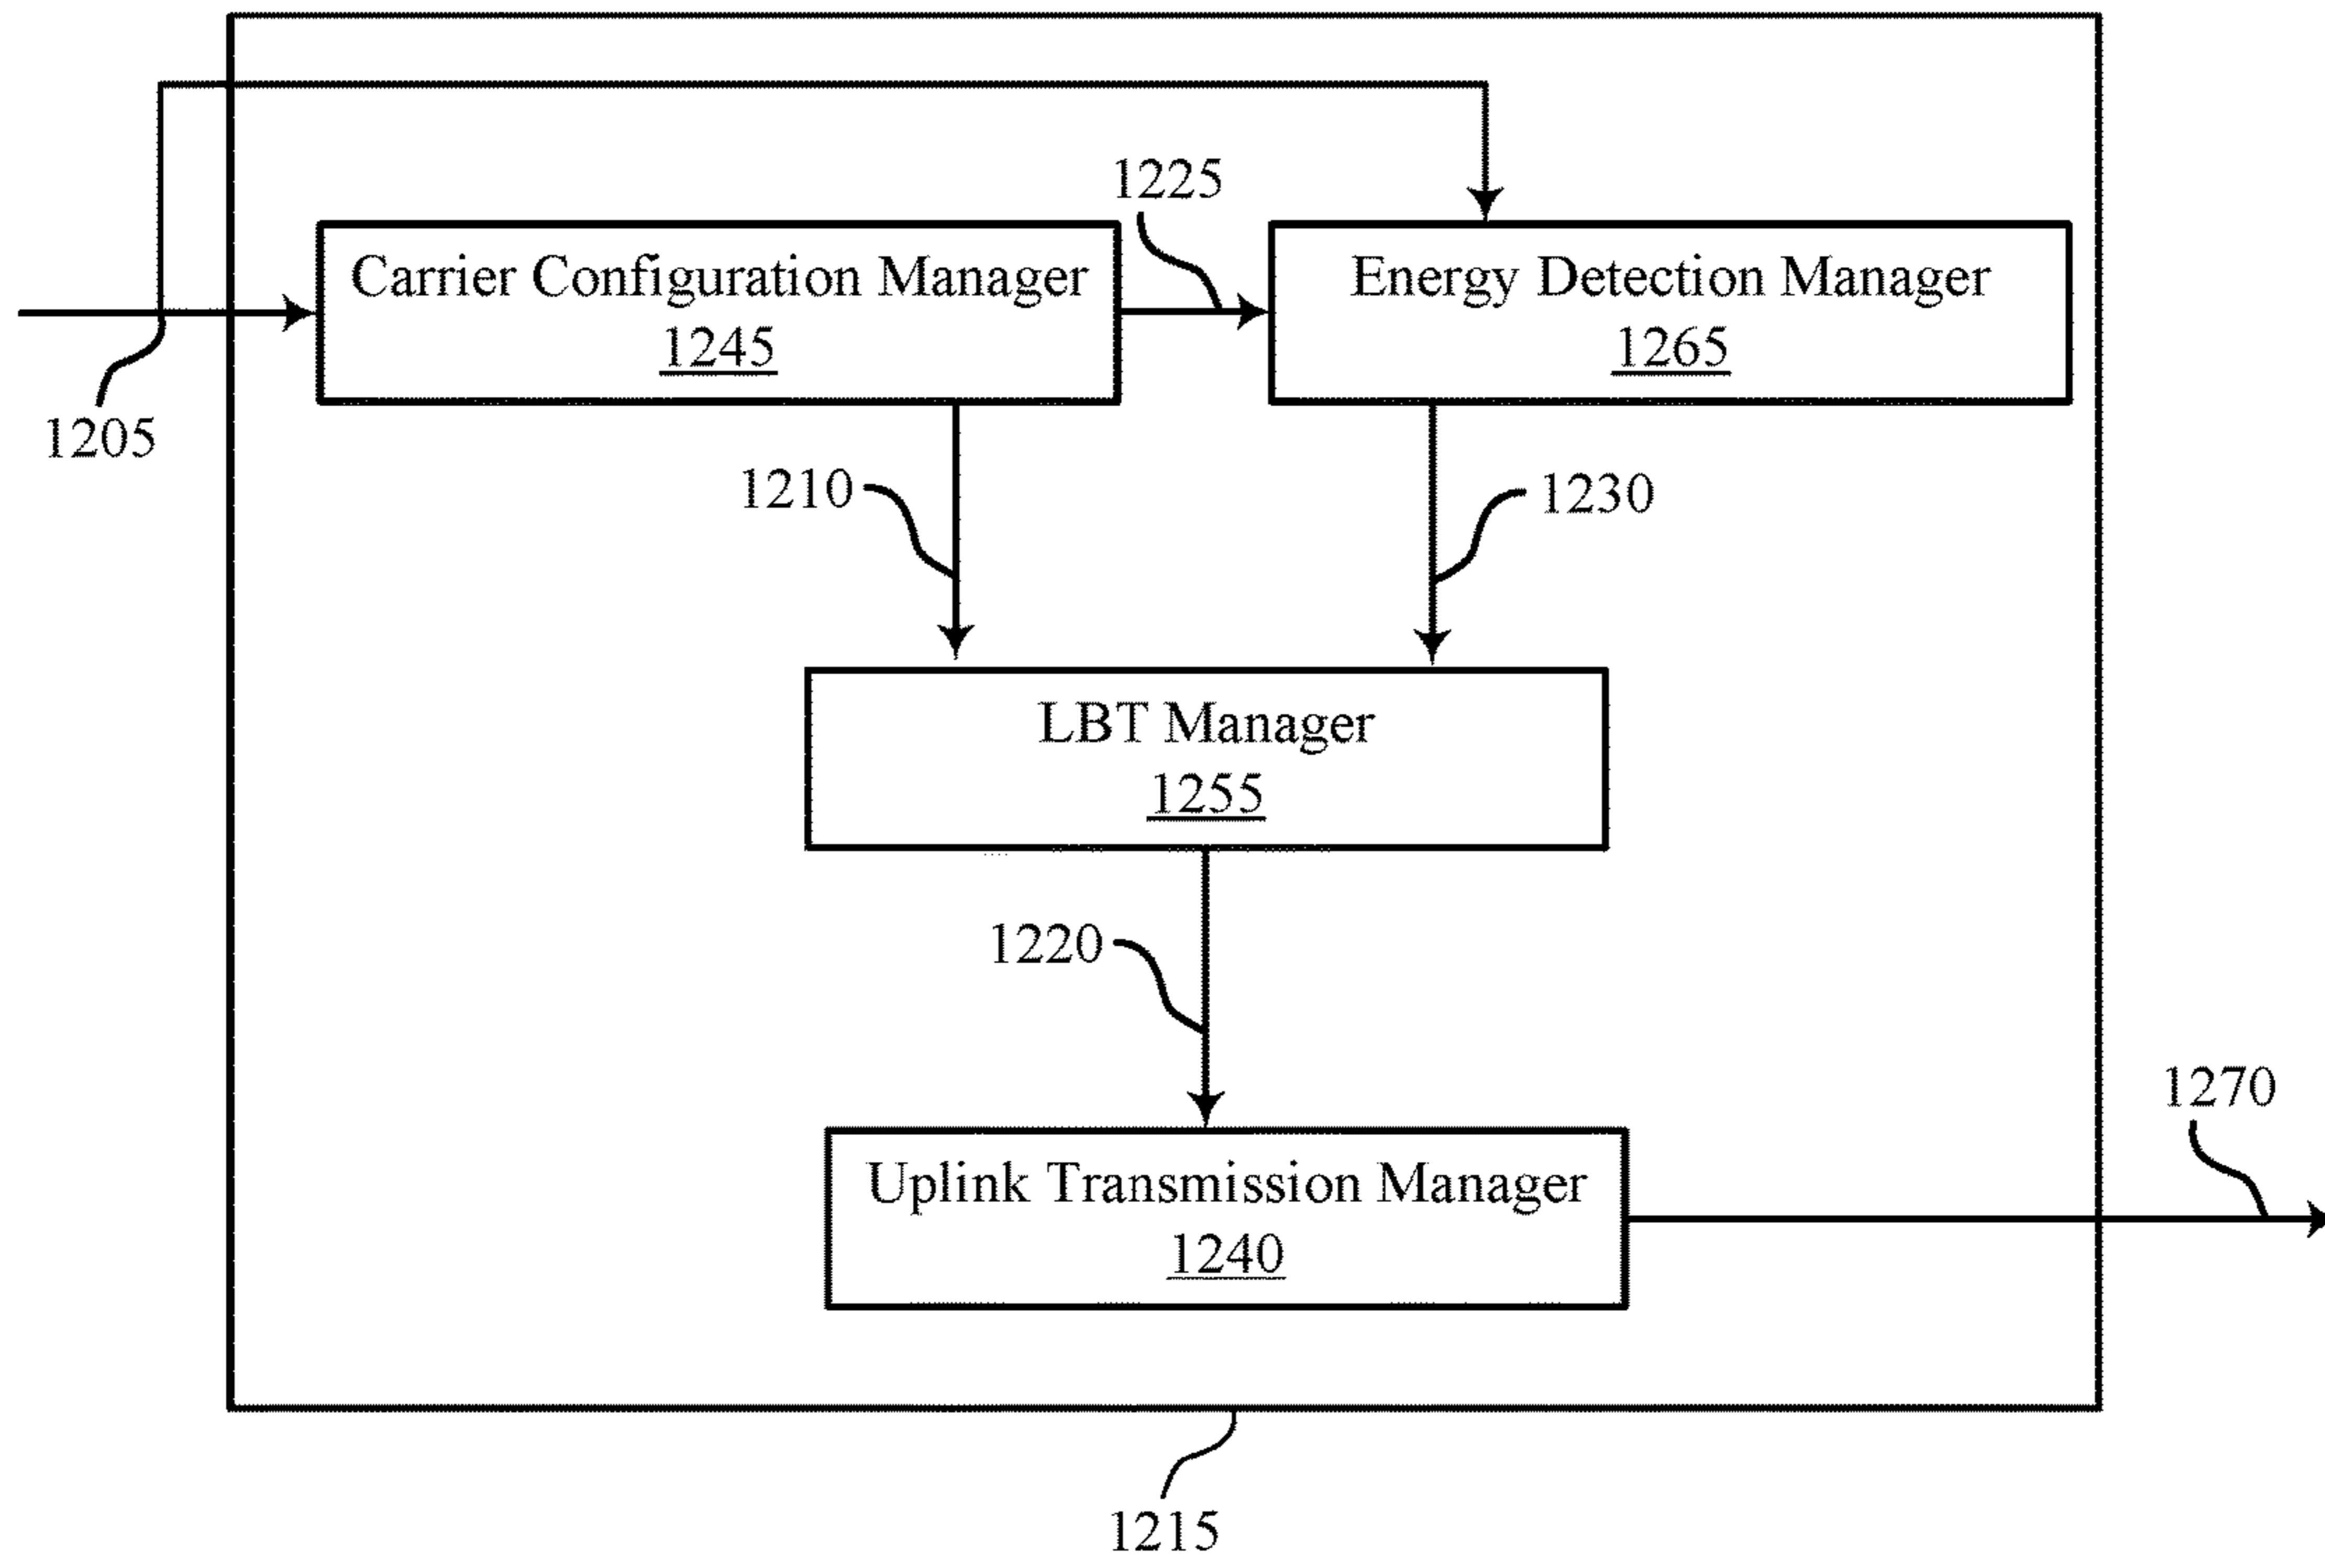 1225
Carrier Configuration Manager
1245
Energy Detection Manager
1265
1205
1210
1230
LBT Manager
1255
1220
1270
Uplink Transmission Manager
1240
1215